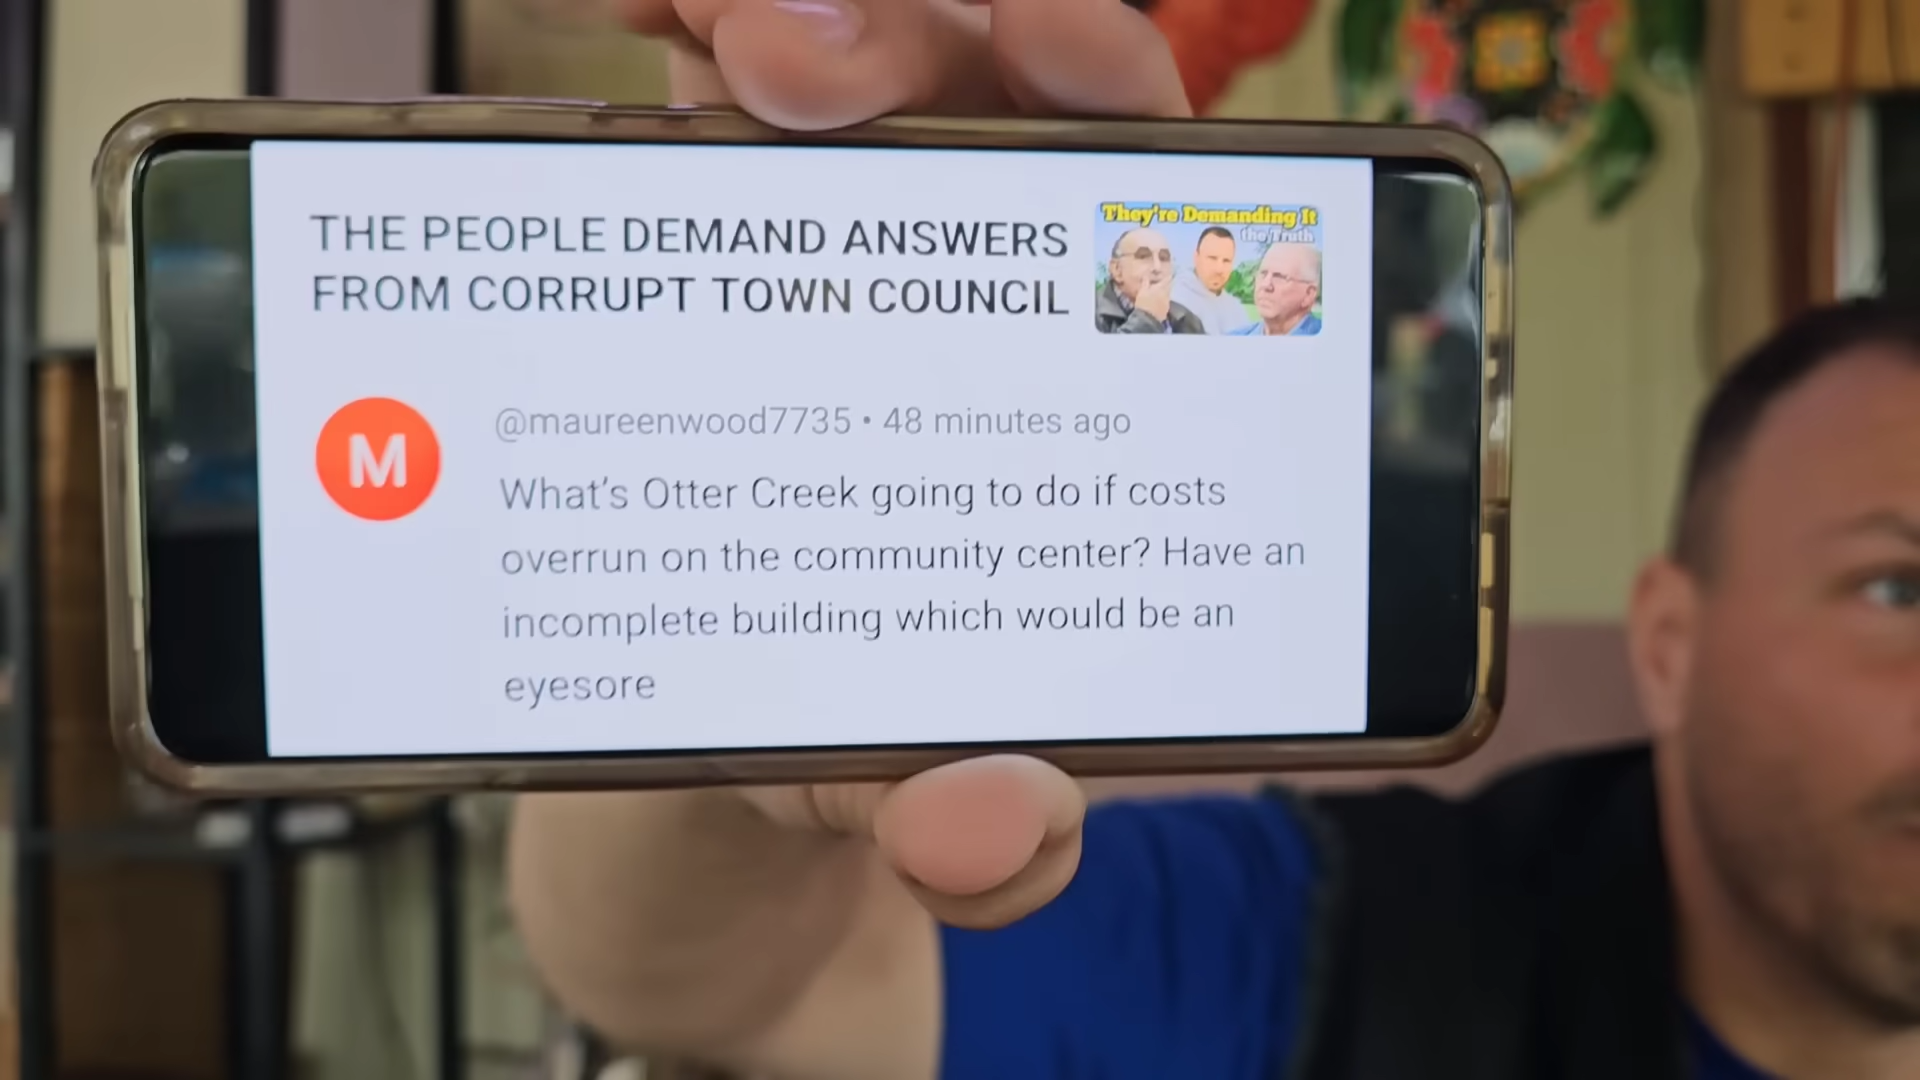 THE PEOPLE DEMAND ANSWERS
FROM CORRUPT TOWN COUNCIL
They're Demanding It
the Truth
M
@maureenwood7735 • 48 minutes ago
What's Otter Creek going to do if costs
overrun on the community center? Have an
incomplete building which would be an
eyesore